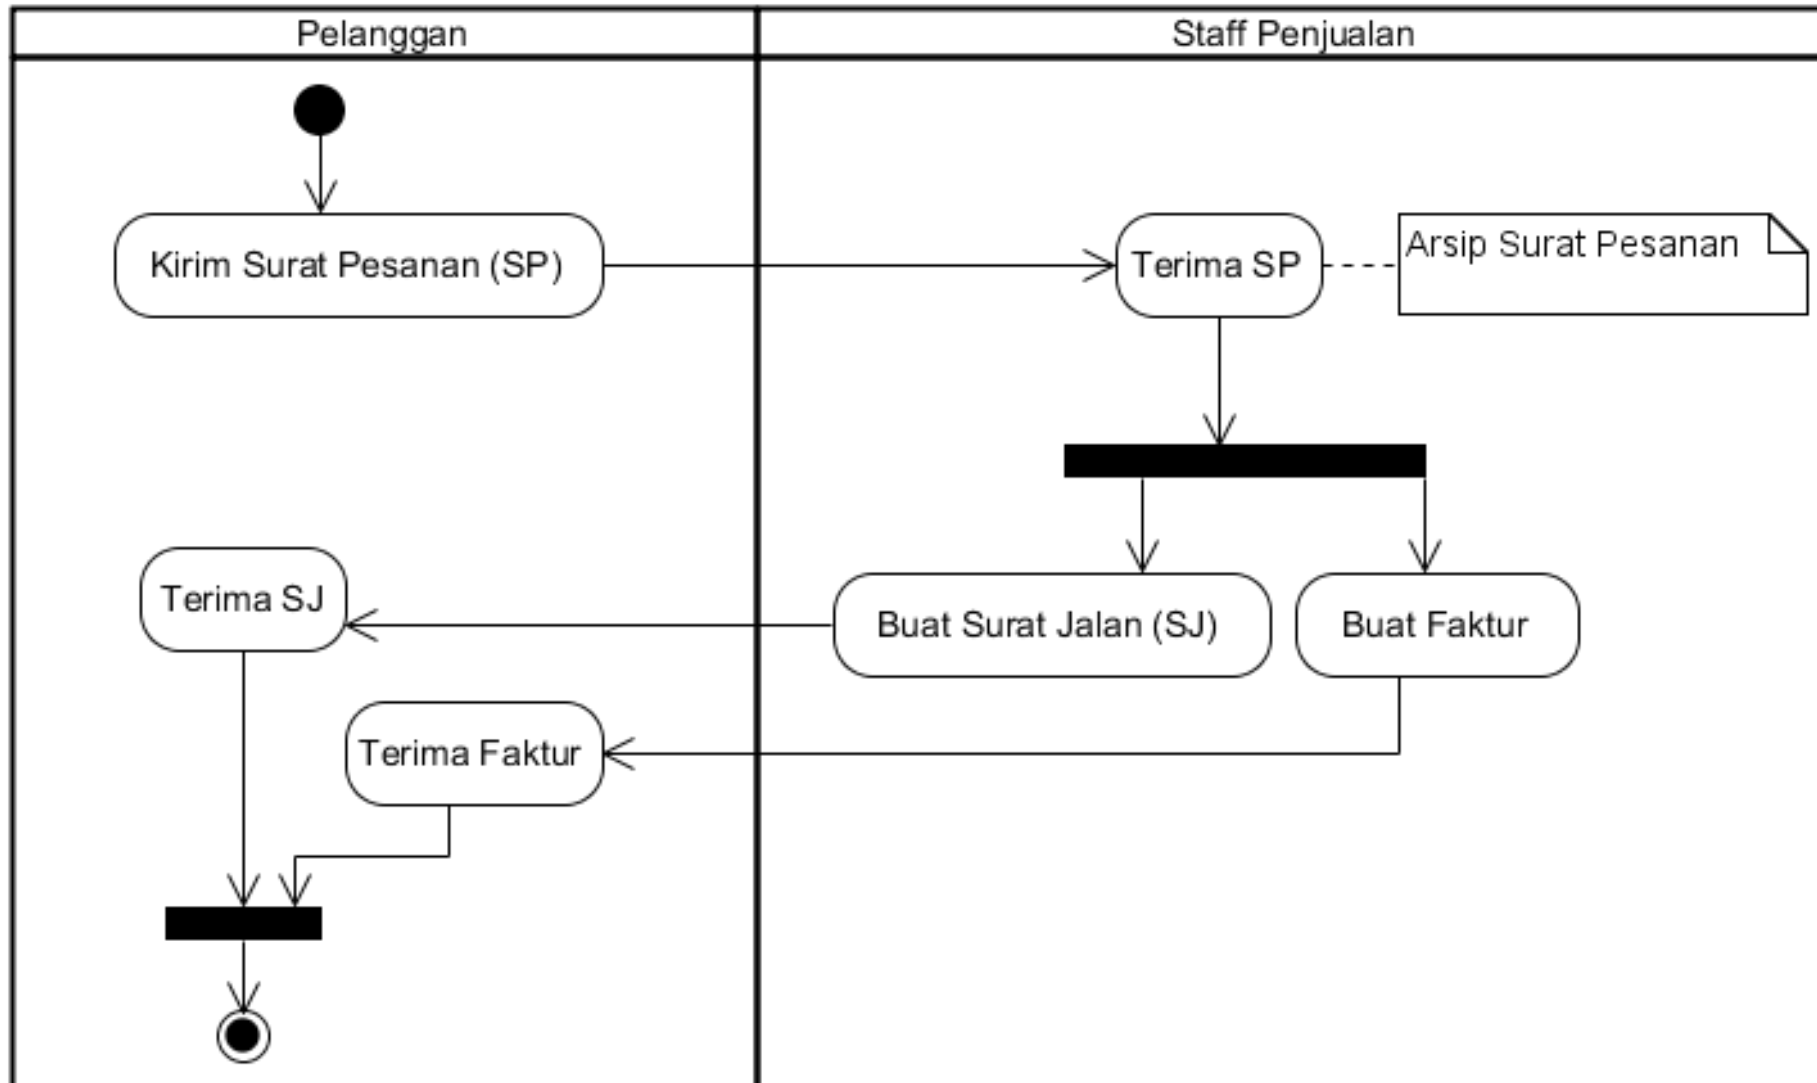 Pelanggan
Staff Penjualan
Kirim Surat Pesanan (SP)
Terima SP
Arsip Surat Pesanan
Terima SJ
Buat Surat Jalan (SJ)
Buat Faktur
Terima Faktur